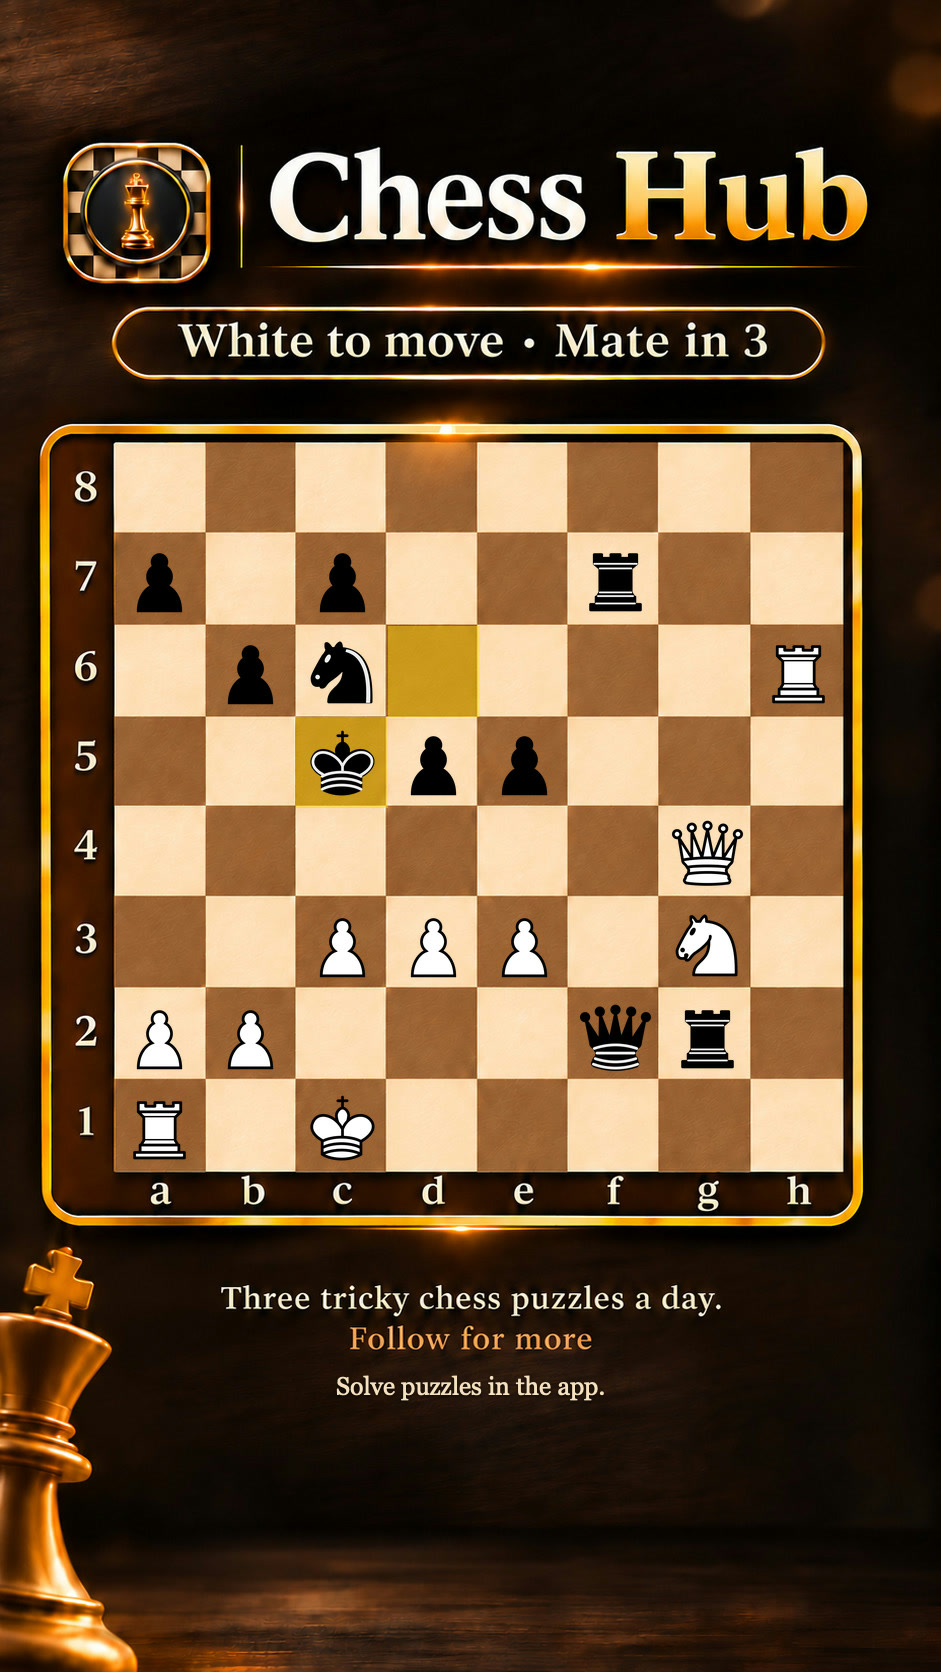 Chess Hub
White to move • Mate in 3
8
7
6
5
4
3
2
1
a b c d e f g h
Three tricky chess puzzles a day.
Follow for more
Solve puzzles in the app.